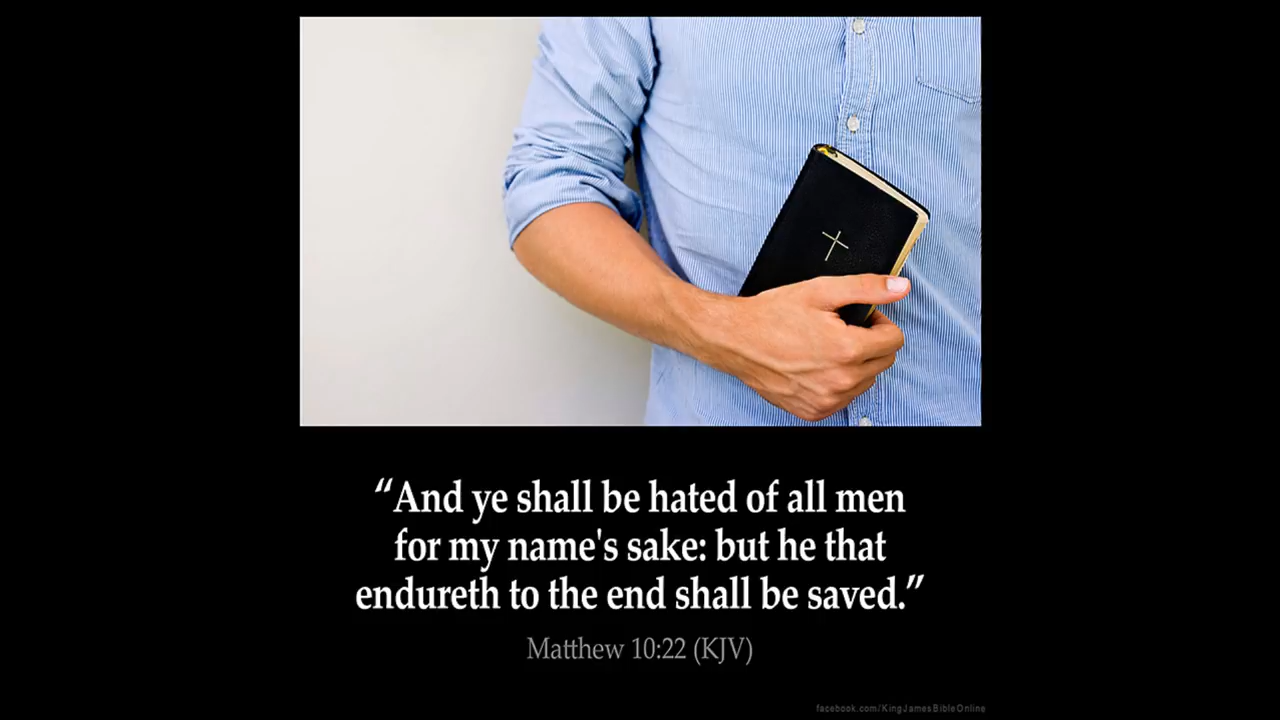 “And ye shall be hated of all men
for my name's sake: but he that
endureth to the end shall be saved.”
Matthew 10:22 (KJV)
facebook.com/KingJamesBibleOnline